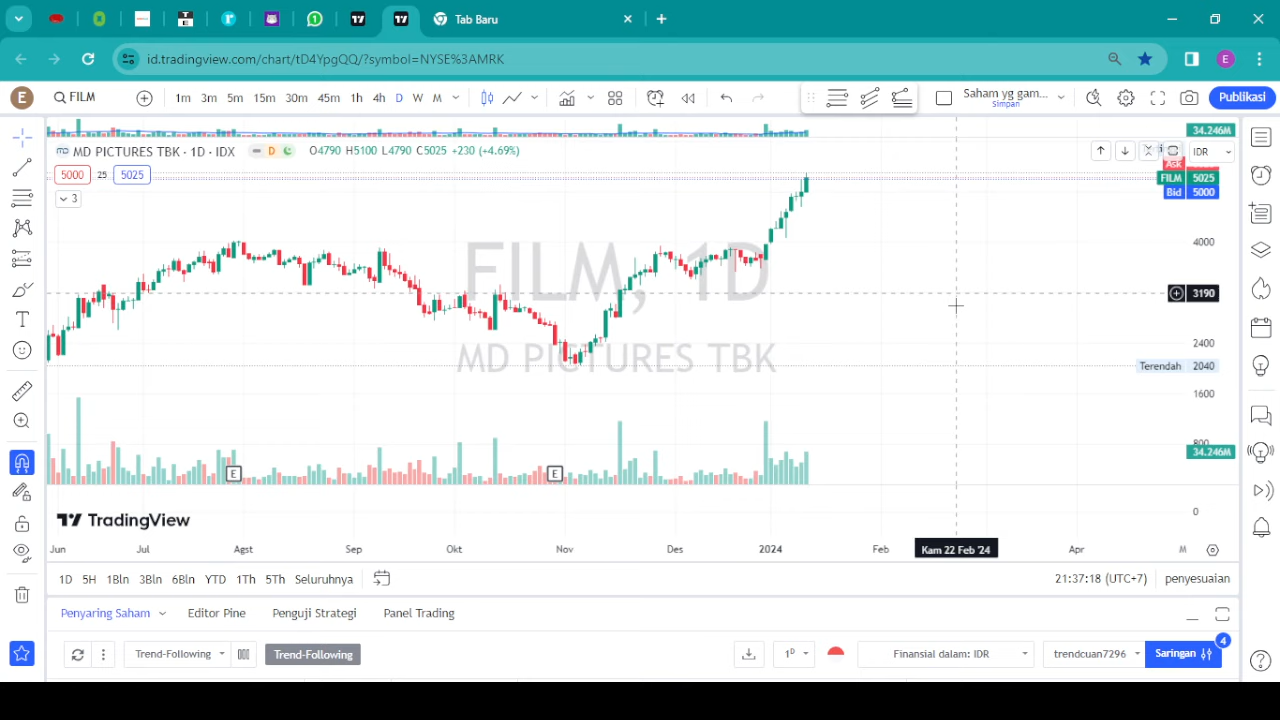 Tab Baru
id.tradingview.com/chart/tD4YpgQQ/?symbol=NYSE%3AMRK
E
E FILM 1m 3m 5m 15m 30m 45m 1h 4h D W M Saham yg gam... Publikasi
Simpan
34.246M
MD PICTURES TBK · 1D · IDX D O4790 H5100 L4790 C5025 +230 (+4.69%) IDR
Ask
5000 25 5025 FILM 5025
Bid 5000
3
4000
FILM, 1D
3190
2400
MD PICTURES TBK
Terendah 2040
1600
800
34.246M
E E
TradingView
0
Jun Jul Agst Sep Okt Nov Des 2024 Feb Kam 22 Feb '24 Apr M
1D 5H 1Bln 3Bln 6Bln YTD 1Th 5Th Seluruhnya 21:37:18 (UTC+7) penyesuaian
Penyaring Saham Editor Pine Penguji Strategi Panel Trading
4
Trend-Following Trend-Following 1D Finansial dalam: IDR trendcuan7296 Saringan